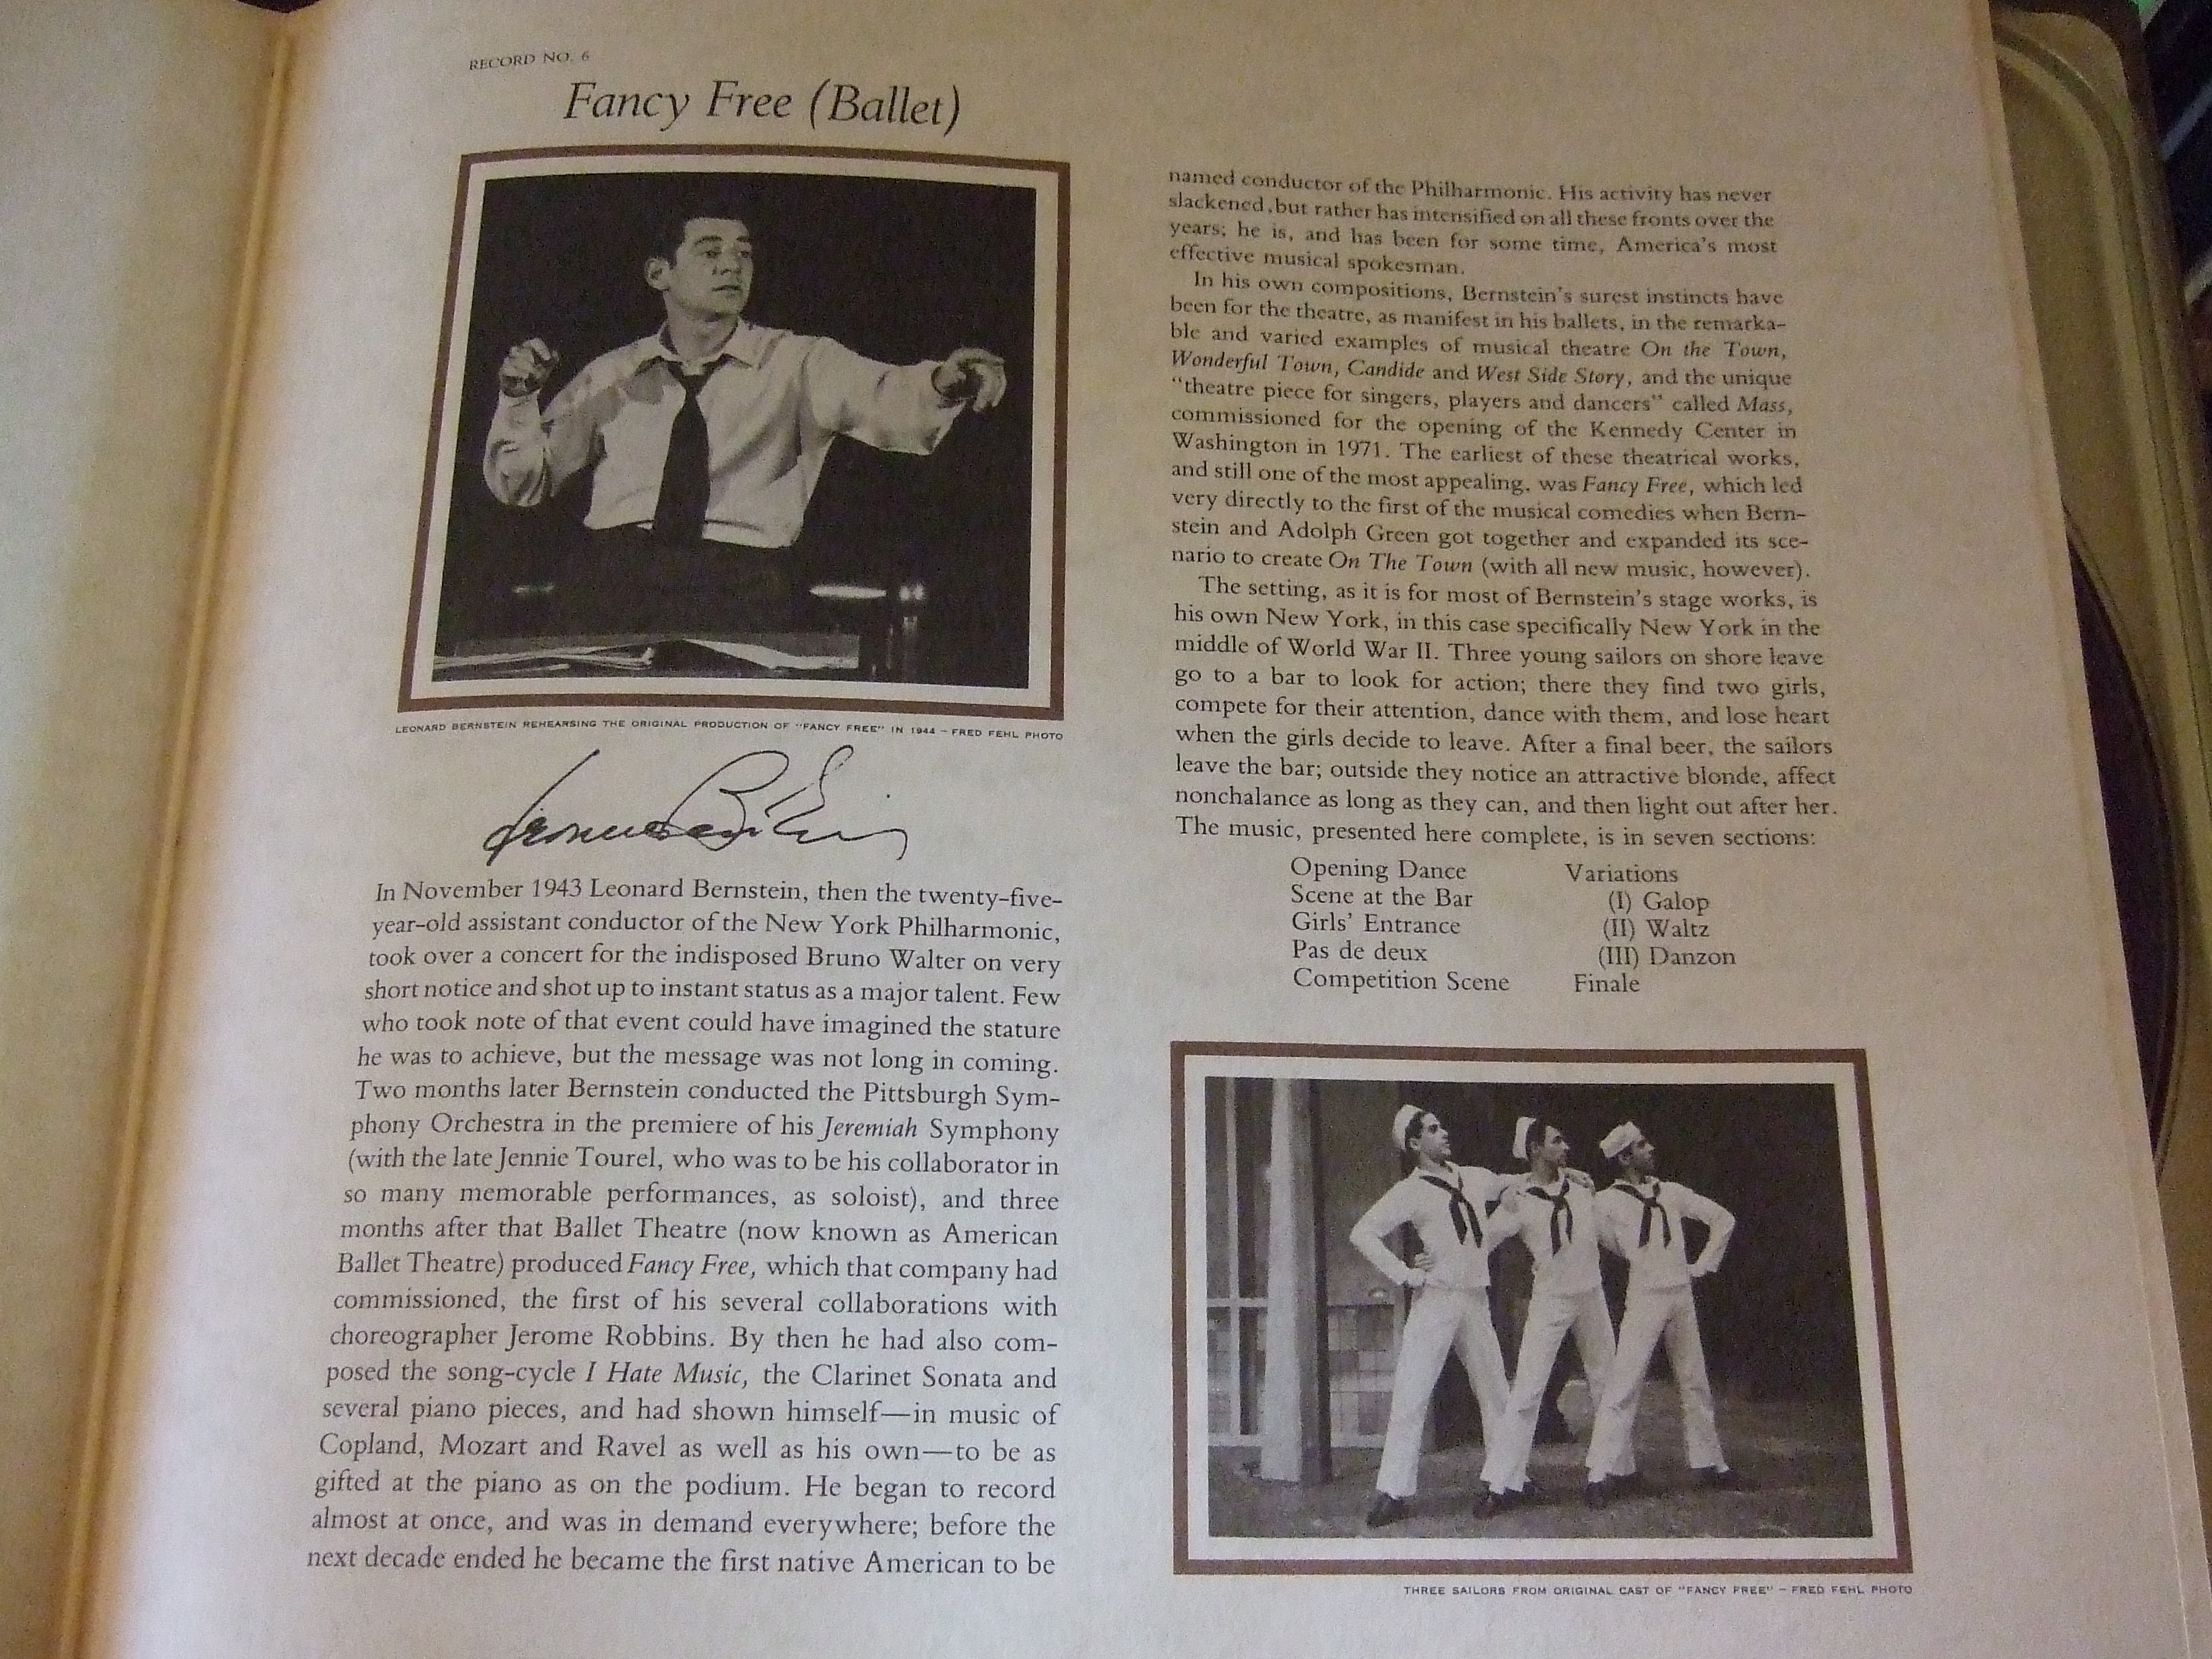 RECORD NO. 6
Fancy Free (Ballet)
LEONARD BERNSTEIN REHEARSING THE ORIGINAL PRODUCTION OF "FANCY FREE" IN 1944 – FRED FEHL PHOTO
In November 1943 Leonard Bernstein, then the twenty-five-
year-old assistant conductor of the New York Philharmonic,
took over a concert for the indisposed Bruno Walter on very
short notice and shot up to instant status as a major talent. Few
who took note of that event could have imagined the stature
he was to achieve, but the message was not long in coming.
Two months later Bernstein conducted the Pittsburgh Sym-
phony Orchestra in the premiere of his Jeremiah Symphony
(with the late Jennie Tourel, who was to be his collaborator in
so many memorable performances, as soloist), and three
months after that Ballet Theatre (now known as American
Ballet Theatre) produced Fancy Free, which that company had
commissioned, the first of his several collaborations with
choreographer Jerome Robbins. By then he had also com-
posed the song-cycle I Hate Music, the Clarinet Sonata and
several piano pieces, and had shown himself—in music of
Copland, Mozart and Ravel as well as his own—to be as
gifted at the piano as on the podium. He began to record
almost at once, and was in demand everywhere; before the
next decade ended he became the first native American to be
named conductor of the Philharmonic. His activity has never
slackened, but rather has intensified on all these fronts over the
years; he is, and has been for some time, America's most
effective musical spokesman.
In his own compositions, Bernstein's surest instincts have
been for the theatre, as manifest in his ballets, in the remarka-
ble and varied examples of musical theatre On the Town,
Wonderful Town, Candide and West Side Story, and the unique
"theatre piece for singers, players and dancers" called Mass,
commissioned for the opening of the Kennedy Center in
Washington in 1971. The earliest of these theatrical works,
and still one of the most appealing, was Fancy Free, which led
very directly to the first of the musical comedies when Bern-
stein and Adolph Green got together and expanded its sce-
nario to create On The Town (with all new music, however).
The setting, as it is for most of Bernstein's stage works, is
his own New York, in this case specifically New York in the
middle of World War II. Three young sailors on shore leave
go to a bar to look for action; there they find two girls,
compete for their attention, dance with them, and lose heart
when the girls decide to leave. After a final beer, the sailors
leave the bar; outside they notice an attractive blonde, affect
nonchalance as long as they can, and then light out after her.
The music, presented here complete, is in seven sections:
Opening Dance
Scene at the Bar
Girls' Entrance
Pas de deux
Competition Scene
Variations
(I) Galop
(II) Waltz
(III) Danzon
Finale
THREE SAILORS FROM ORIGINAL CAST OF "FANCY FREE" – FRED FEHL PHOTO